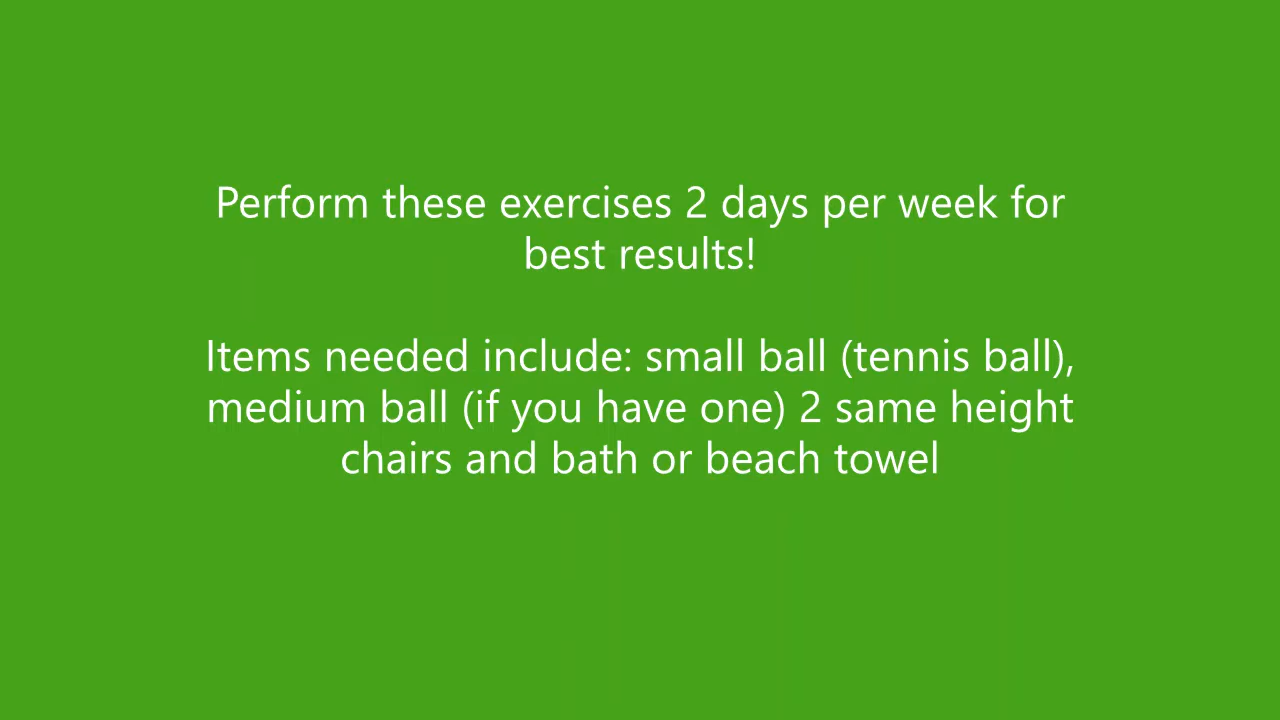 Perform these exercises 2 days per week for
best results!
Items needed include: small ball (tennis ball),
medium ball (if you have one) 2 same height
chairs and bath or beach towel